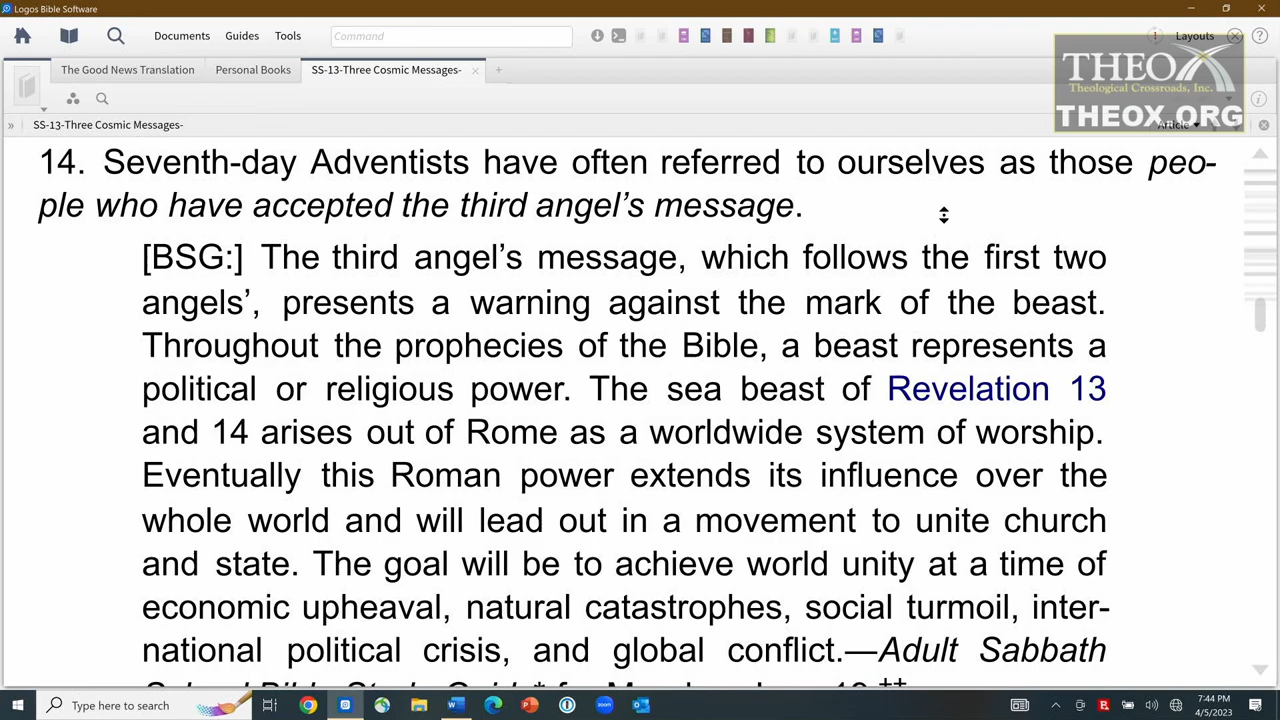 Logos Bible Software
Documents Guides Tools Command Layouts
The Good News Translation Personal Books SS-13-Three Cosmic Messages-
THEOX
Theological Crossroads, Inc.
THEOX.ORG
SS-13-Three Cosmic Messages- Article
14. Seventh-day Adventists have often referred to ourselves as those peo-
ple who have accepted the third angel’s message.
[BSG:] The third angel’s message, which follows the first two
angels’, presents a warning against the mark of the beast.
Throughout the prophecies of the Bible, a beast represents a
political or religious power. The sea beast of Revelation 13
and 14 arises out of Rome as a worldwide system of worship.
Eventually this Roman power extends its influence over the
whole world and will lead out in a movement to unite church
and state. The goal will be to achieve world unity at a time of
economic upheaval, natural catastrophes, social turmoil, inter-
national political crisis, and global conflict.—Adult Sabbath
Type here to search
zoom
7:44 PM
4/5/2023